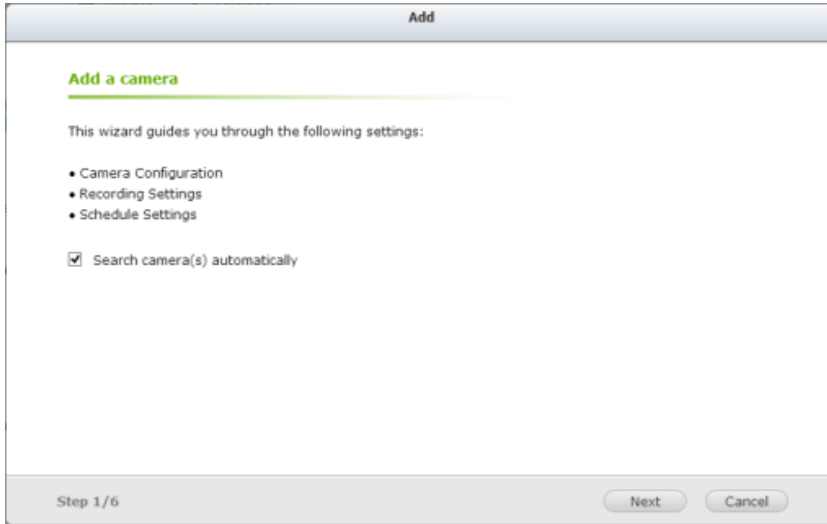 Add
Add a camera
This wizard guides you through the following settings:
• Camera Configuration
• Recording Settings
• Schedule Settings
Search camera(s) automatically
Step 1/6
Next
Cancel